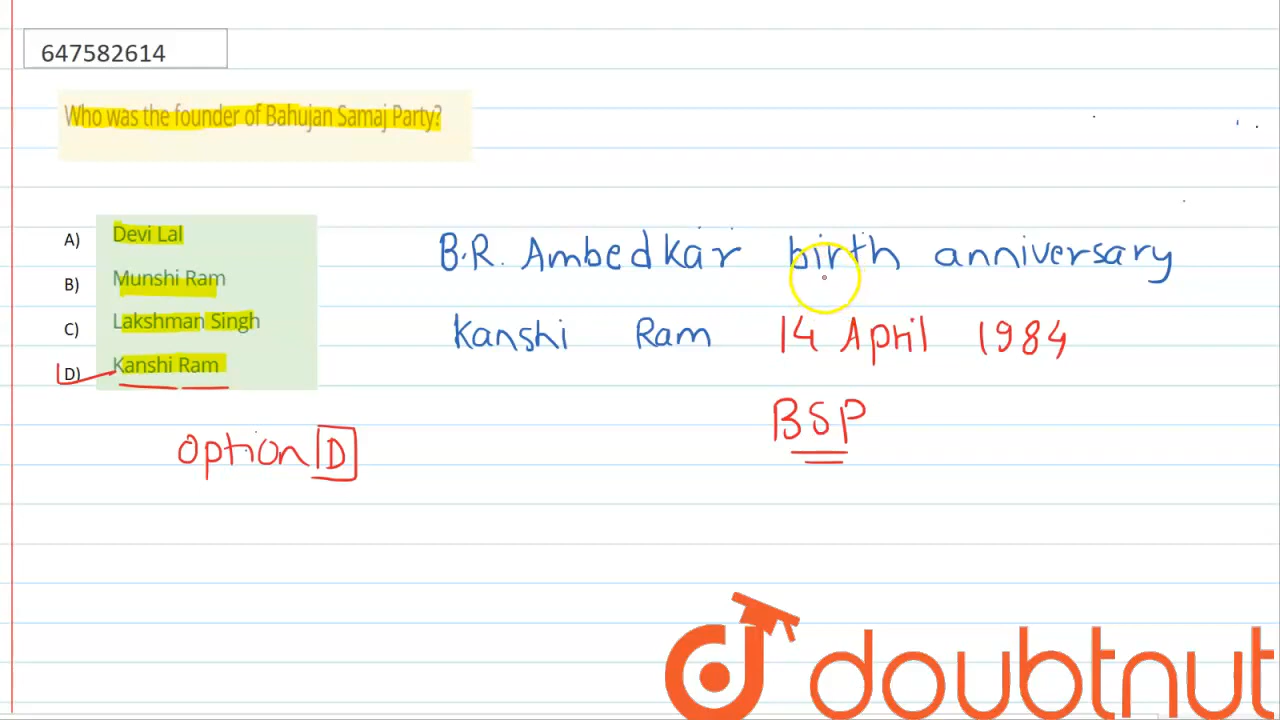 647582614
Who was the founder of Bahujan Samaj Party?
A) Devi Lal
B) Munshi Ram
C) Lakshman Singh
D) Kanshi Ram
Option D
B.R. Ambedkar birth anniversary
Kanshi Ram 14 April 1984
BSP
doubtnut